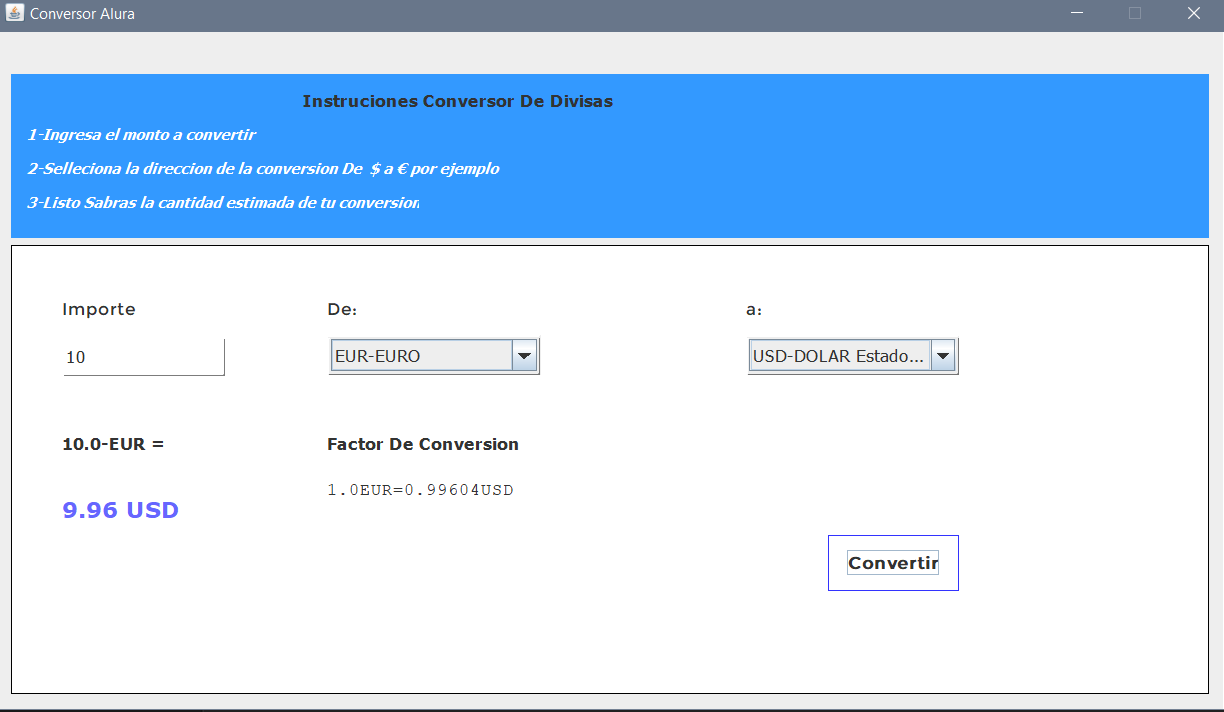 Conversor Alura
Instruciones Conversor De Divisas
1-Ingresa el monto a convertir
2-Selleciona la direccion de la conversion De $ a € por ejemplo
3-Listo Sabras la cantidad estimada de tu conversion
Importe De: a:
10 EUR-EURO USD-DOLAR Estado...
10.0-EUR = Factor De Conversion
1.0EUR=0.99604USD
9.96 USD
Convertir